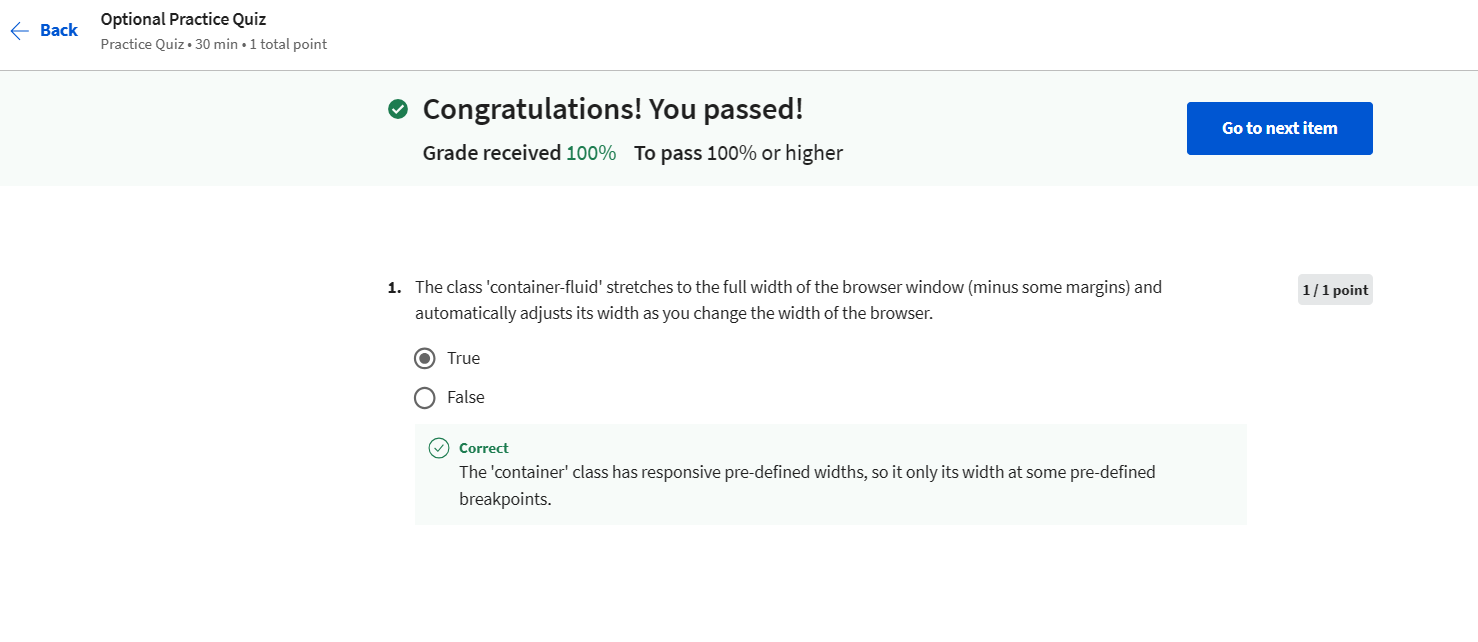 Back
Optional Practice Quiz
Practice Quiz • 30 min • 1 total point
Congratulations! You passed!
Grade received 100% To pass 100% or higher
Go to next item
1. The class 'container-fluid' stretches to the full width of the browser window (minus some margins) and
automatically adjusts its width as you change the width of the browser.
1 / 1 point
True
False
Correct
The 'container' class has responsive pre-defined widths, so it only its width at some pre-defined
breakpoints.